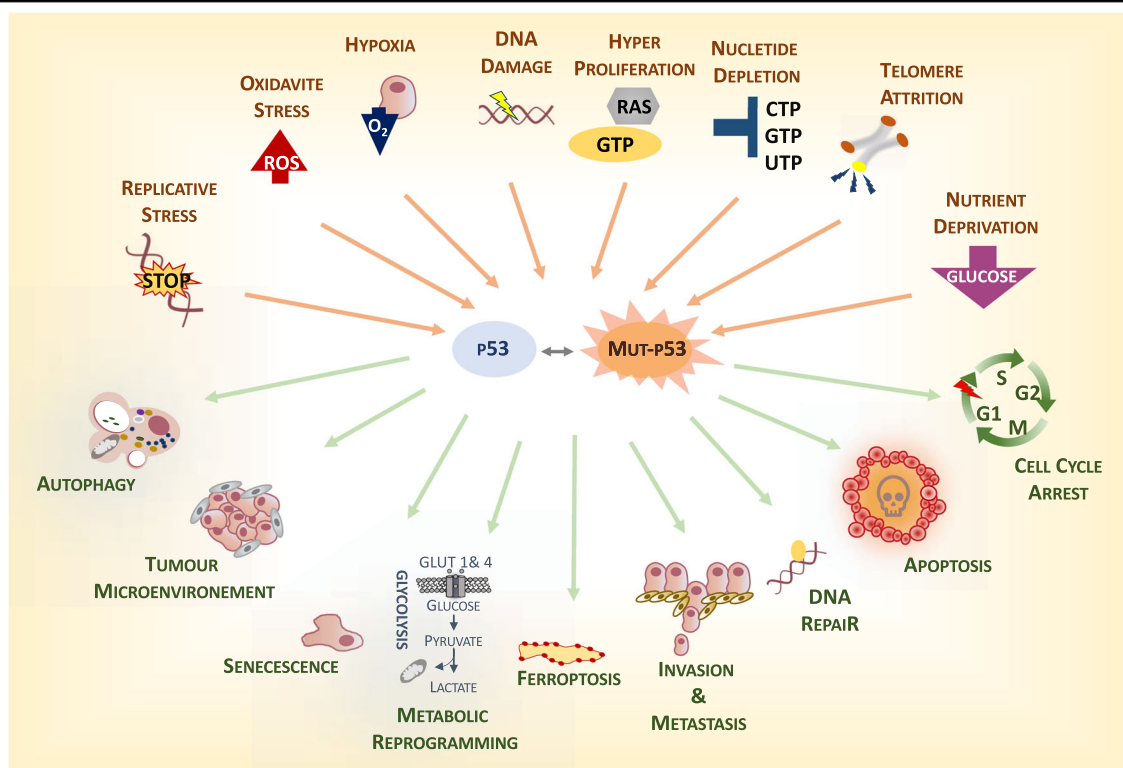 HYPOXIA
DNA
DAMAGE
HYPER
PROLIFERATION
NUCLETIDE
DEPLETION
TELOMERE
ATTRITION
OXIDAVITE
STRESS
O2
RAS
GTP
CTP
GTP
UTP
ROS
REPLICATIVE
STRESS
STOP
NUTRIENT
DEPRIVATION
GLUCOSE
P53
MUT-P53
S
G2
G1
M
CELL CYCLE
ARREST
AUTOPHAGY
TUMOUR
MICROENVIRONEMENT
APOPTOSIS
DNA
REPAIR
SENECESCENCE
GLYCOLYSIS
GLUT 1& 4
GLUCOSE
PYRUVATE
LACTATE
METABOLIC
REPROGRAMMING
FERROPTOSIS
INVASION
&
METASTASIS